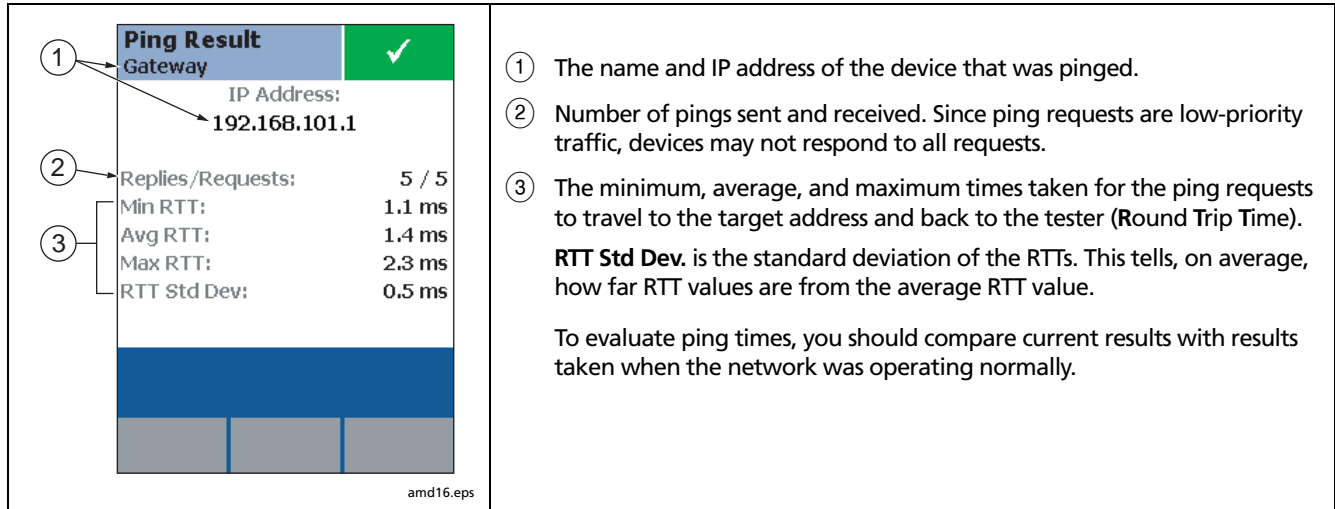 Ping Result
Gateway
✓
IP Address:
192.168.101.1
Replies/Requests: 5 / 5
Min RTT: 1.1 ms
Avg RTT: 1.4 ms
Max RTT: 2.3 ms
RTT Std Dev: 0.5 ms
1
2
3
amd16.eps
1 The name and IP address of the device that was pinged.
2 Number of pings sent and received. Since ping requests are low-priority
traffic, devices may not respond to all requests.
3 The minimum, average, and maximum times taken for the ping requests
to travel to the target address and back to the tester (Round Trip Time).
RTT Std Dev. is the standard deviation of the RTTs. This tells, on average,
how far RTT values are from the average RTT value.
To evaluate ping times, you should compare current results with results
taken when the network was operating normally.